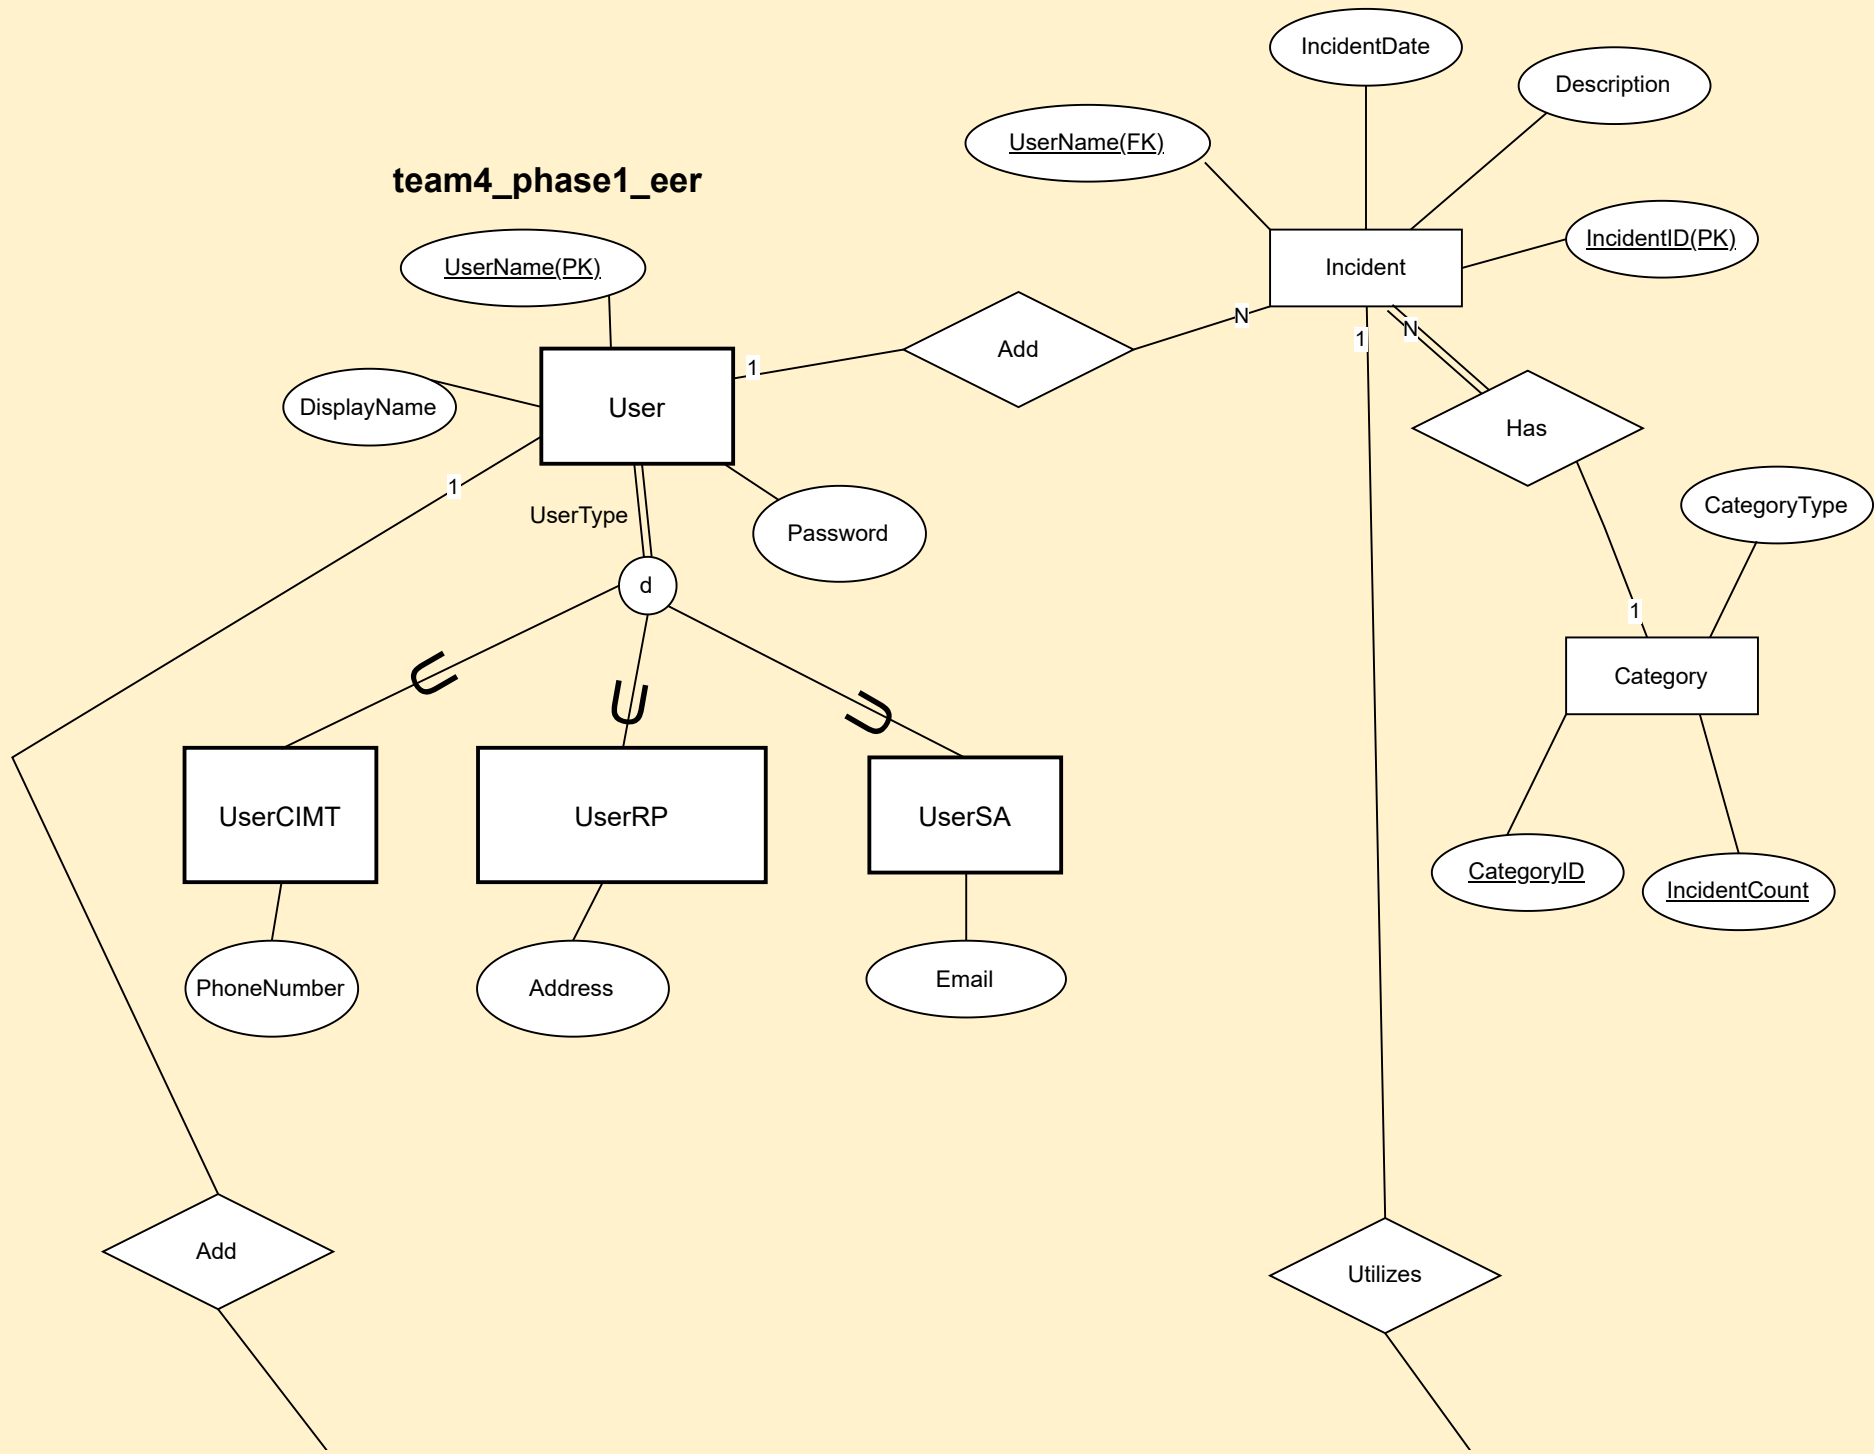 IncidentDate
Description
UserName(FK)
team4_phase1_eer
IncidentID(PK)
UserName(PK)
Incident
N
1
N
Add
1
DisplayName
User
Has
1
UserType
CategoryType
Password
d
1
Category
UserCIMT
UserRP
UserSA
CategoryID
IncidentCount
PhoneNumber
Address
Email
Add
Utilizes